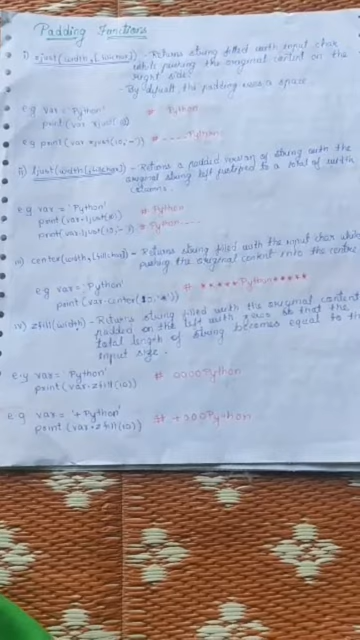 Padding Functions
i) rjust(width,[fillchar]) - Returns string filled with input char
while pushing the original content on the
right side.
- By default, the padding uses a space
e.g var = 'Python'
print(var.rjust( )) # Python
e.g print(var.rjust(10,'-')) # ----Python
ii) ljust(width,[fillchar]) - Returns a padded version of string with the
original string left justified to a total of width
columns.
e.g var = 'Python'
print(var.ljust( )) # Python
print(var.ljust(10,'-')) # Python----
iii) center(width,[fillchar]) - Returns string filled with the input char while
pushing the original content into the centre
e.g var = 'Python'
print(var.center( ,'*')) # *****Python*****
iv) zfill(width) - Returns string filled with the original content
padded on the left with zeros so that the
total length of string becomes equal to the
input size.
e.g var = 'Python'
print(var.zfill(10)) # 0000Python
e.g var = '+Python'
print(var.zfill(10)) # +000Python